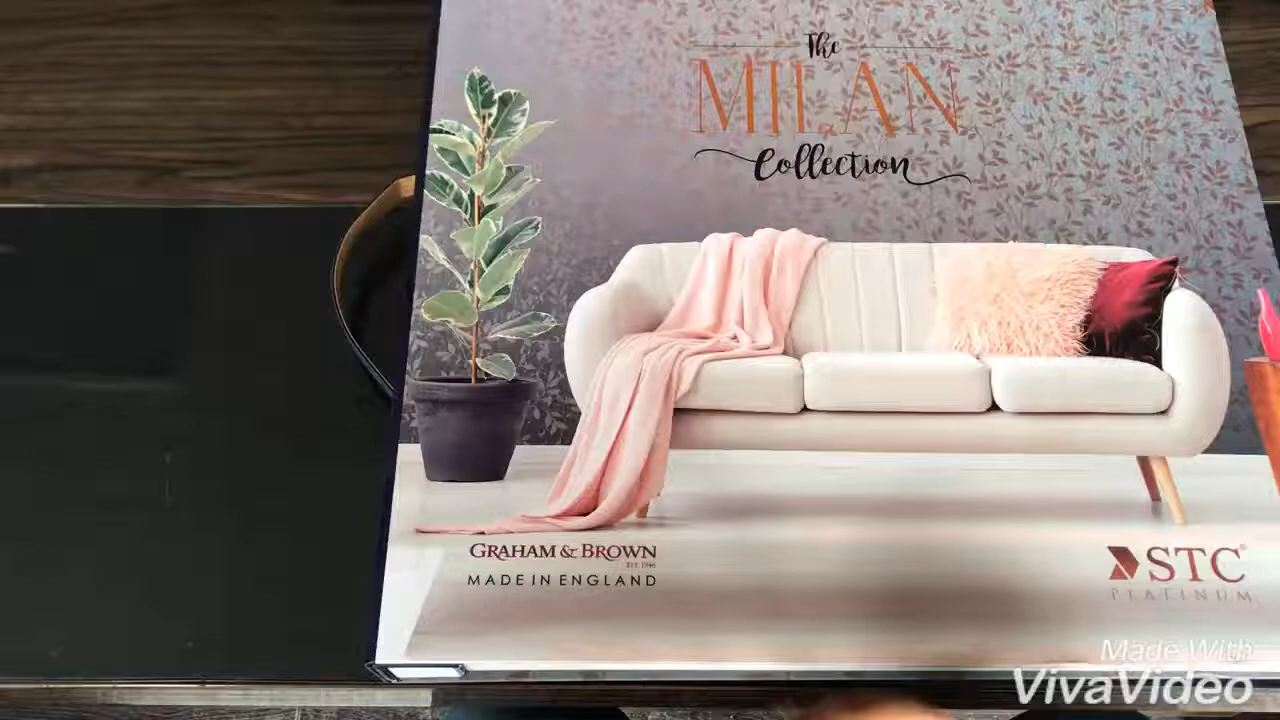 The
MILAN
Collection
GRAHAM & BROWN
EST. 1946
MADE IN ENGLAND
STC®
PLATINUM
Made With
VivaVideo